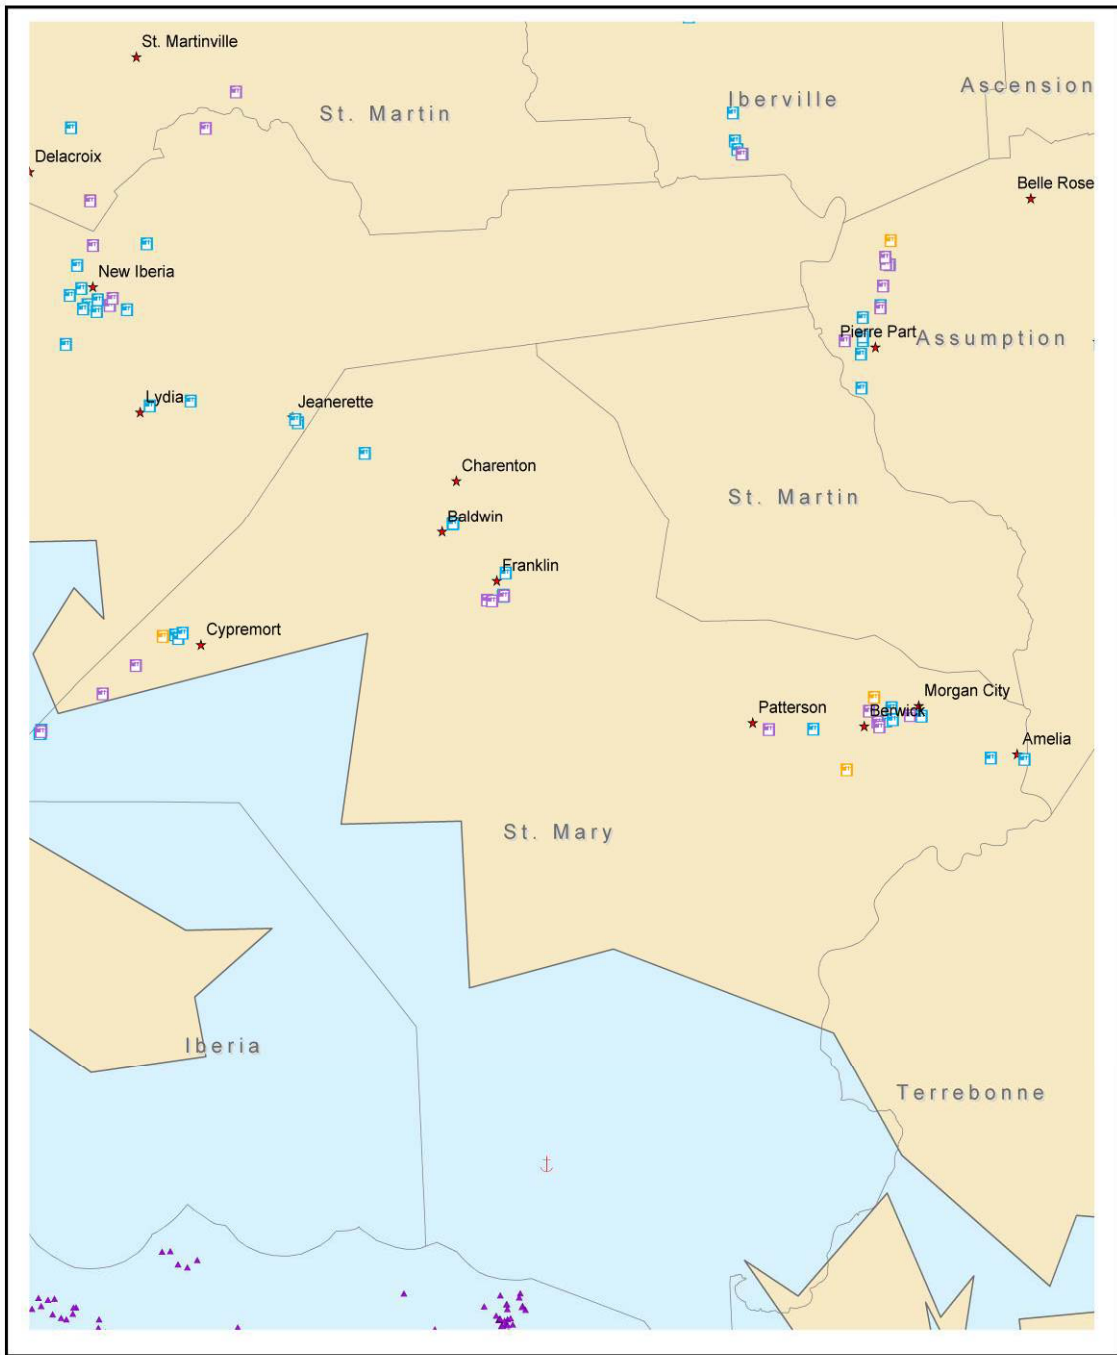 St. Martinville
St. Martin
Iberville
Ascension
Delacroix
Belle Rose
New Iberia
Pierre Part
Assumption
Lydia
Jeanerette
Charenton
St. Martin
Baldwin
Franklin
Cypremort
Patterson
Morgan City
Berwick
Amelia
St. Mary
Iberia
Terrebonne